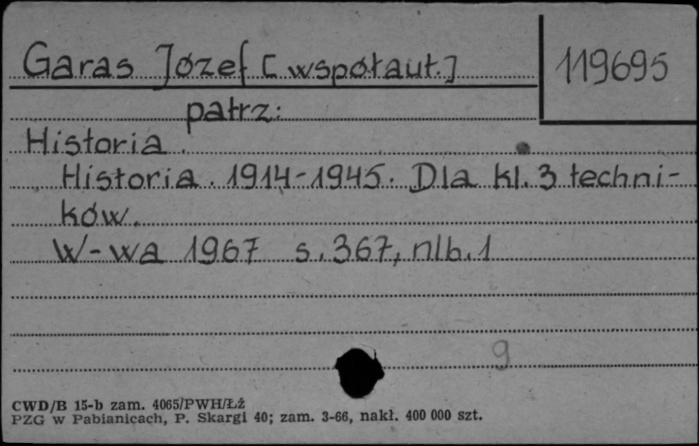 Garas Józef [współaut.]
119695
patrz:
Historia.
Historia. 1914-1945. Dla kl. 3 techni-
ków.
W-wa 1967 s. 367, nlb. 1
9
CWD/B 15-b zam. 4065/PWH/Łź
PZG w Pabianicach, P. Skargi 40; zam. 3-66, nakł. 400 000 szt.